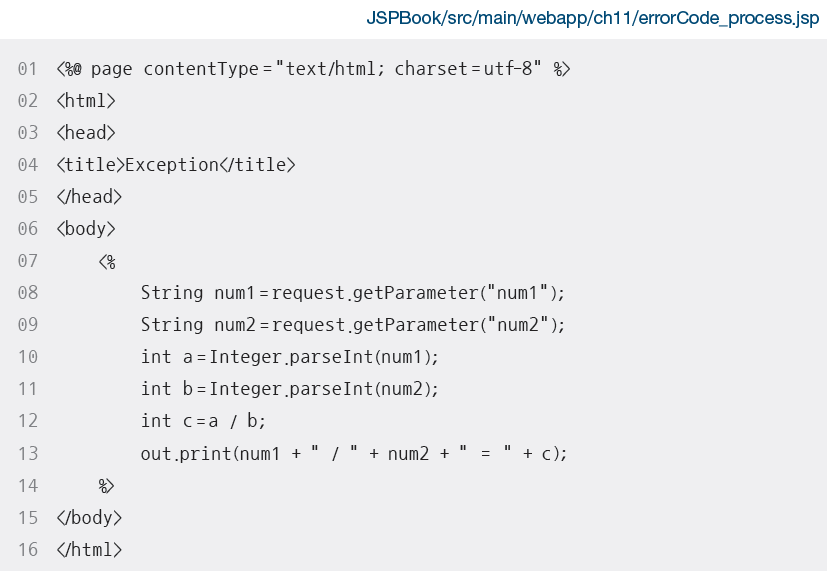 JSPBook/src/main/webapp/ch11/errorCode_process.jsp
01 <%@ page contentType="text/html; charset=utf-8" %>
02 <html>
03 <head>
04 <title>Exception</title>
05 </head>
06 <body>
07 <%
08 String num1=request.getParameter("num1");
09 String num2=request.getParameter("num2");
10 int a=Integer.parseInt(num1);
11 int b=Integer.parseInt(num2);
12 int c=a / b;
13 out.print(num1 + " / " + num2 + " = " + c);
14 %>
15 </body>
16 </html>